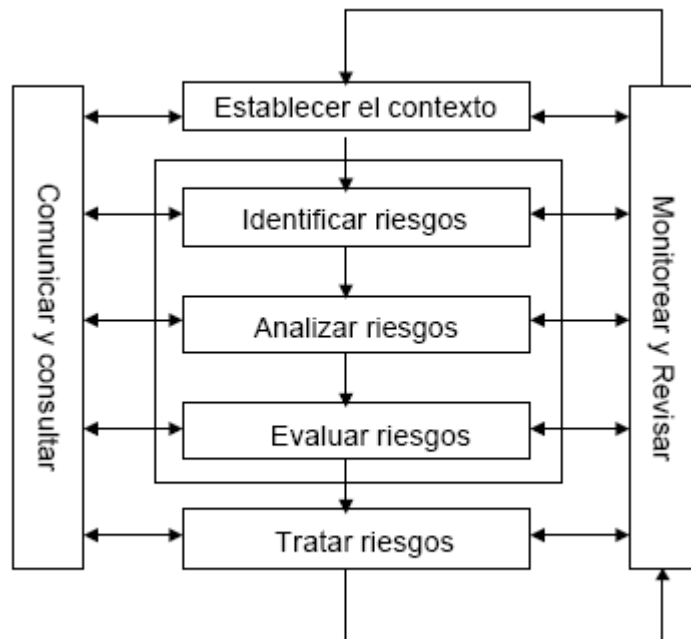 Establecer el contexto
Comunicar y consultar
Identificar riesgos
Monitorear y Revisar
Analizar riesgos
Evaluar riesgos
Tratar riesgos